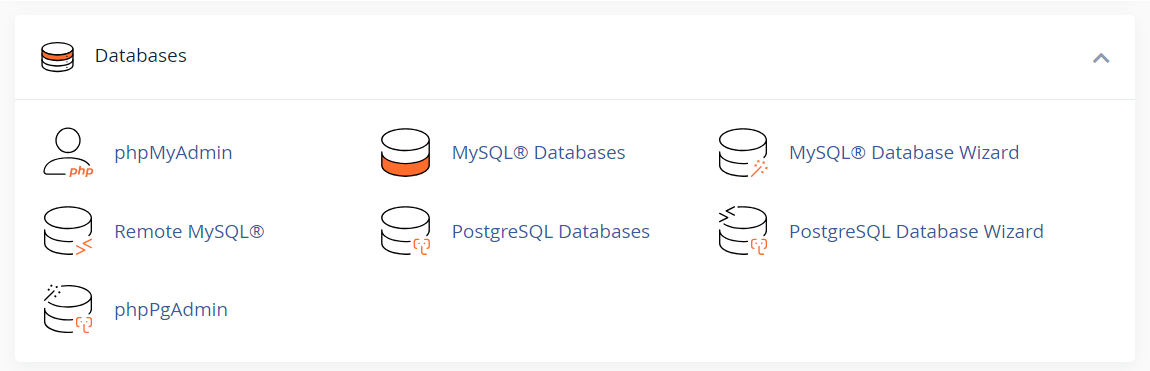 Databases
php
phpMyAdmin
MySQL® Databases
MySQL® Database Wizard
Remote MySQL®
PostgreSQL Databases
PostgreSQL Database Wizard
phpPgAdmin